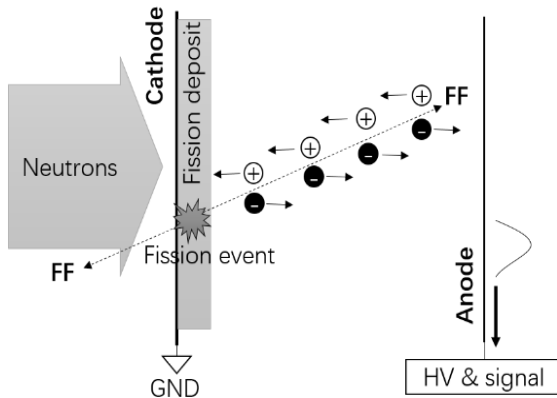 Cathode
Fission deposit
FF
Neutrons
+
+
+
+
-
-
-
-
Fission event
FF
Anode
GND
HV & signal